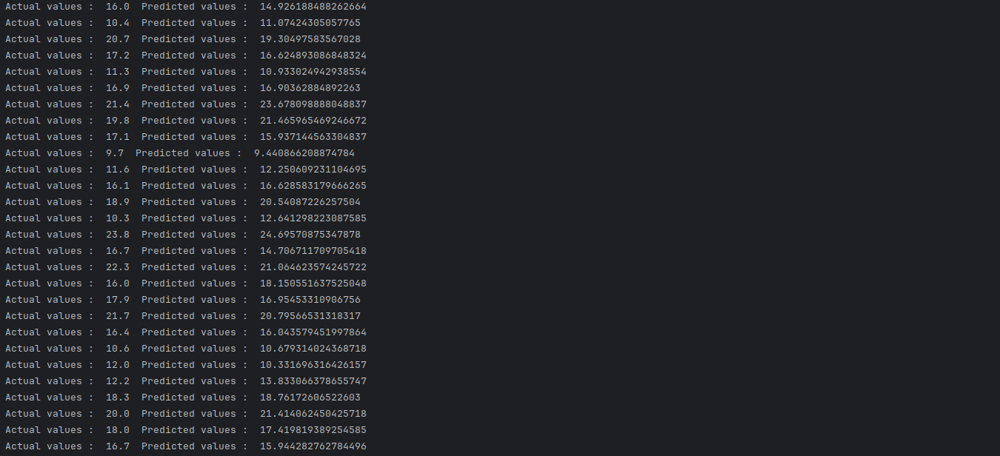 Actual values :  16.0  Predicted values :  14.926188488262664
Actual values :  10.4  Predicted values :  11.07424305057765
Actual values :  20.7  Predicted values :  19.30497583567028
Actual values :  17.2  Predicted values :  16.624893086848324
Actual values :  11.3  Predicted values :  10.933024942938554
Actual values :  16.9  Predicted values :  16.90362884892263
Actual values :  21.4  Predicted values :  23.678098888048837
Actual values :  19.8  Predicted values :  21.465965469246672
Actual values :  17.1  Predicted values :  15.937144563304837
Actual values :  9.7  Predicted values :  9.440866208874784
Actual values :  11.6  Predicted values :  12.250609231104695
Actual values :  16.1  Predicted values :  16.628583179666265
Actual values :  18.9  Predicted values :  20.54087226257504
Actual values :  10.3  Predicted values :  12.641298223087585
Actual values :  23.8  Predicted values :  24.69570875347878
Actual values :  16.7  Predicted values :  14.706711709705418
Actual values :  22.3  Predicted values :  21.064623574245722
Actual values :  16.0  Predicted values :  18.150551637525048
Actual values :  17.9  Predicted values :  16.95453310906756
Actual values :  21.7  Predicted values :  20.79566531318317
Actual values :  16.4  Predicted values :  16.043579451997864
Actual values :  10.6  Predicted values :  10.679314024368718
Actual values :  12.0  Predicted values :  10.331696316426157
Actual values :  12.2  Predicted values :  13.833066378655747
Actual values :  18.3  Predicted values :  18.76172606522603
Actual values :  20.0  Predicted values :  21.414062450425718
Actual values :  18.0  Predicted values :  17.419819389254585
Actual values :  16.7  Predicted values :  15.944282762784496